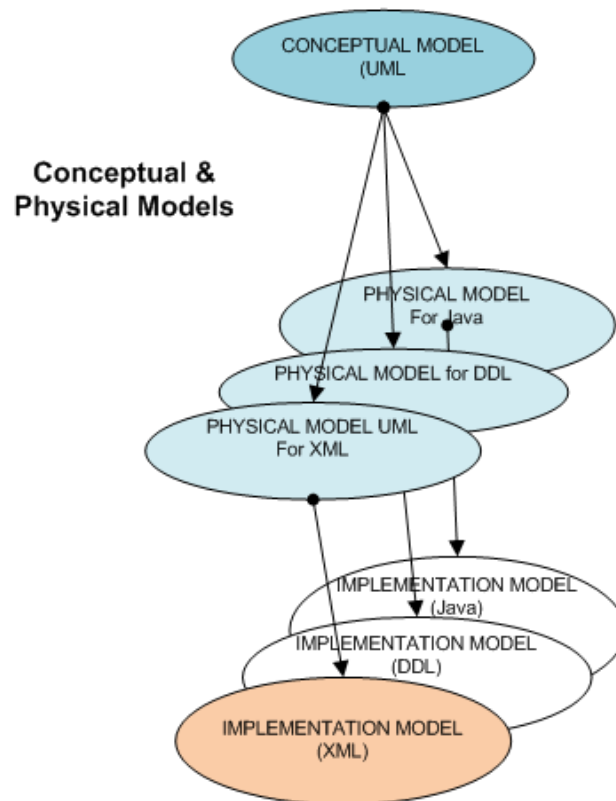 CONCEPTUAL MODEL
(UML
Conceptual &
Physical Models
PHYSICAL MODEL
For Java
PHYSICAL MODEL for DDL
PHYSICAL MODEL UML
For XML
IMPLEMENTATION MODEL
(Java)
IMPLEMENTATION MODEL
(DDL)
IMPLEMENTATION MODEL
(XML)